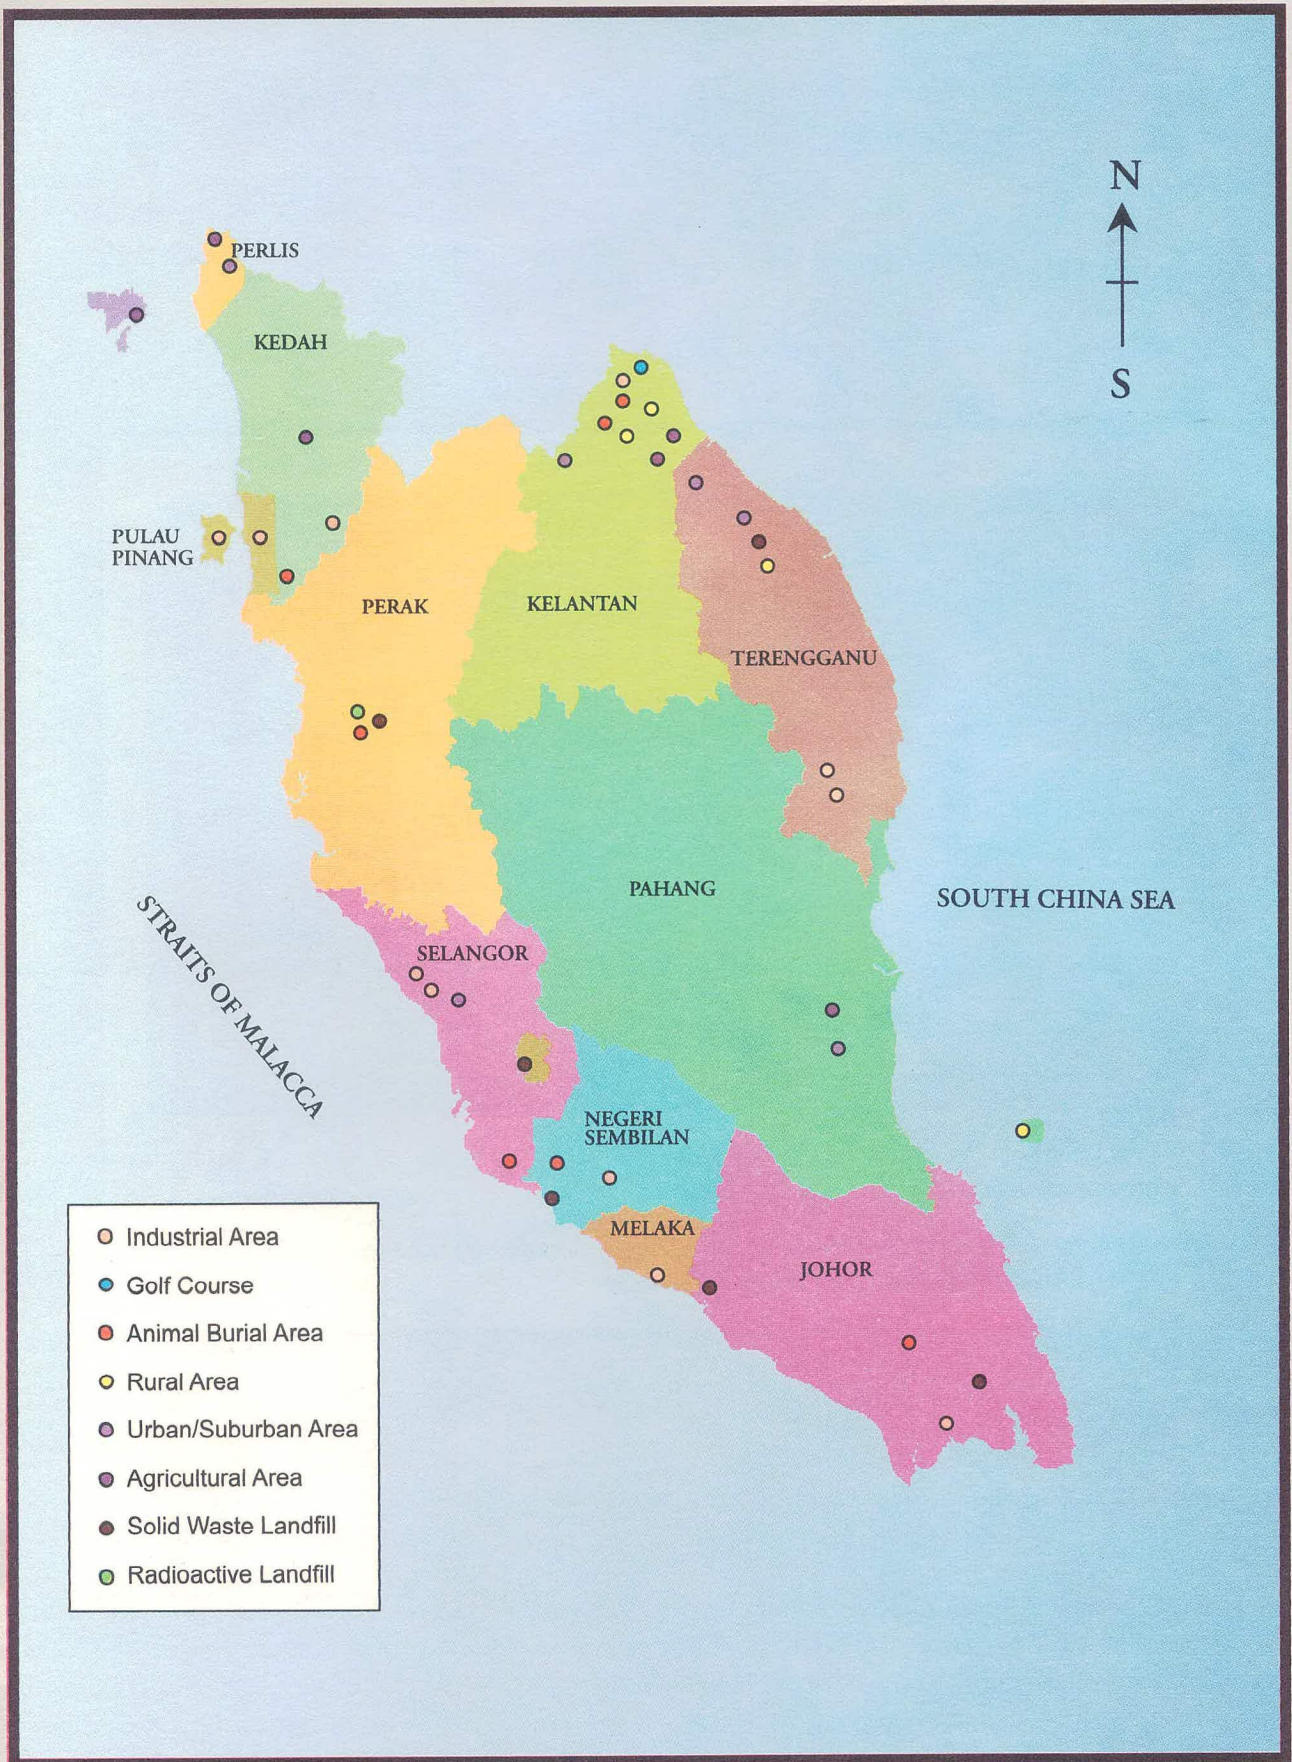 N
S
PERLIS
KEDAH
PULAU
PINANG
PERAK
KELANTAN
TERENGGANU
PAHANG
SOUTH CHINA SEA
STRAITS OF MALACCA
SELANGOR
NEGERI
SEMBILAN
MELAKA
JOHOR
Industrial Area
Golf Course
Animal Burial Area
Rural Area
Urban/Suburban Area
Agricultural Area
Solid Waste Landfill
Radioactive Landfill